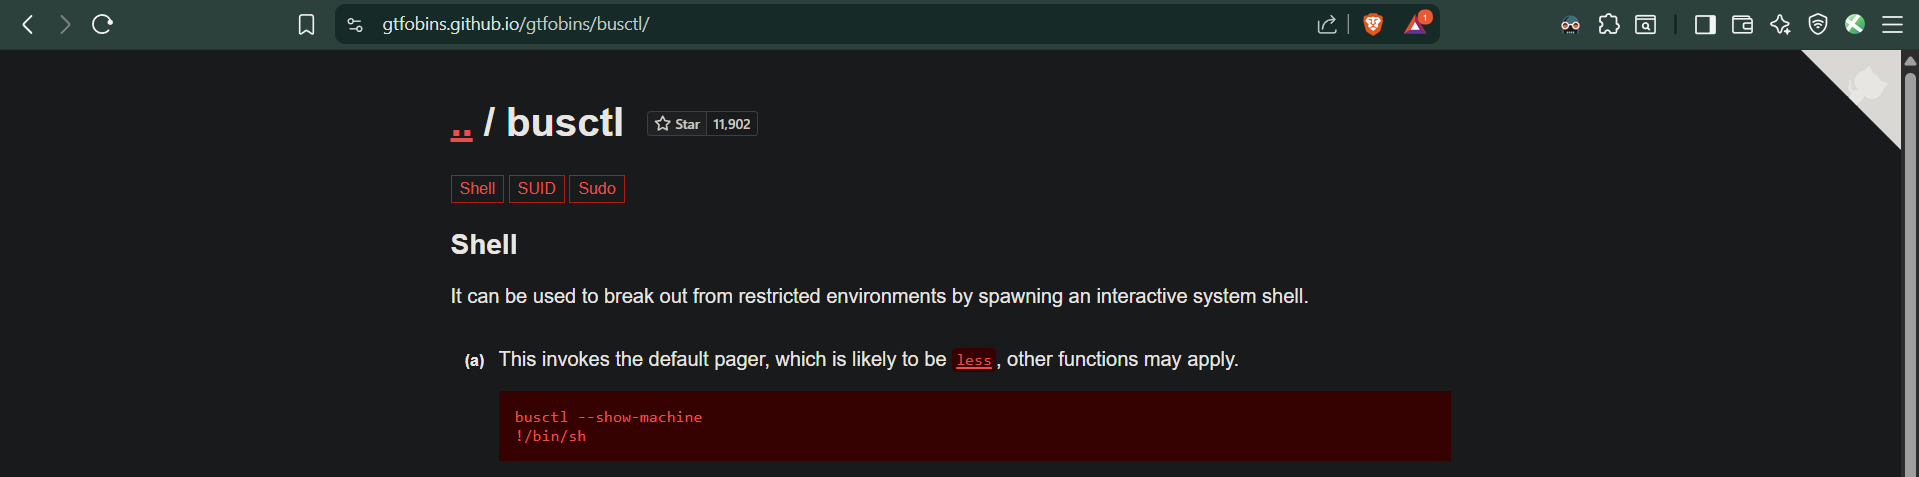 gtfobins.github.io/gtfobins/busctl/
1
.. / busctl
Star 11,902
Shell SUID Sudo
Shell
It can be used to break out from restricted environments by spawning an interactive system shell.
(a) This invokes the default pager, which is likely to be less, other functions may apply.
busctl --show-machine
!/bin/sh